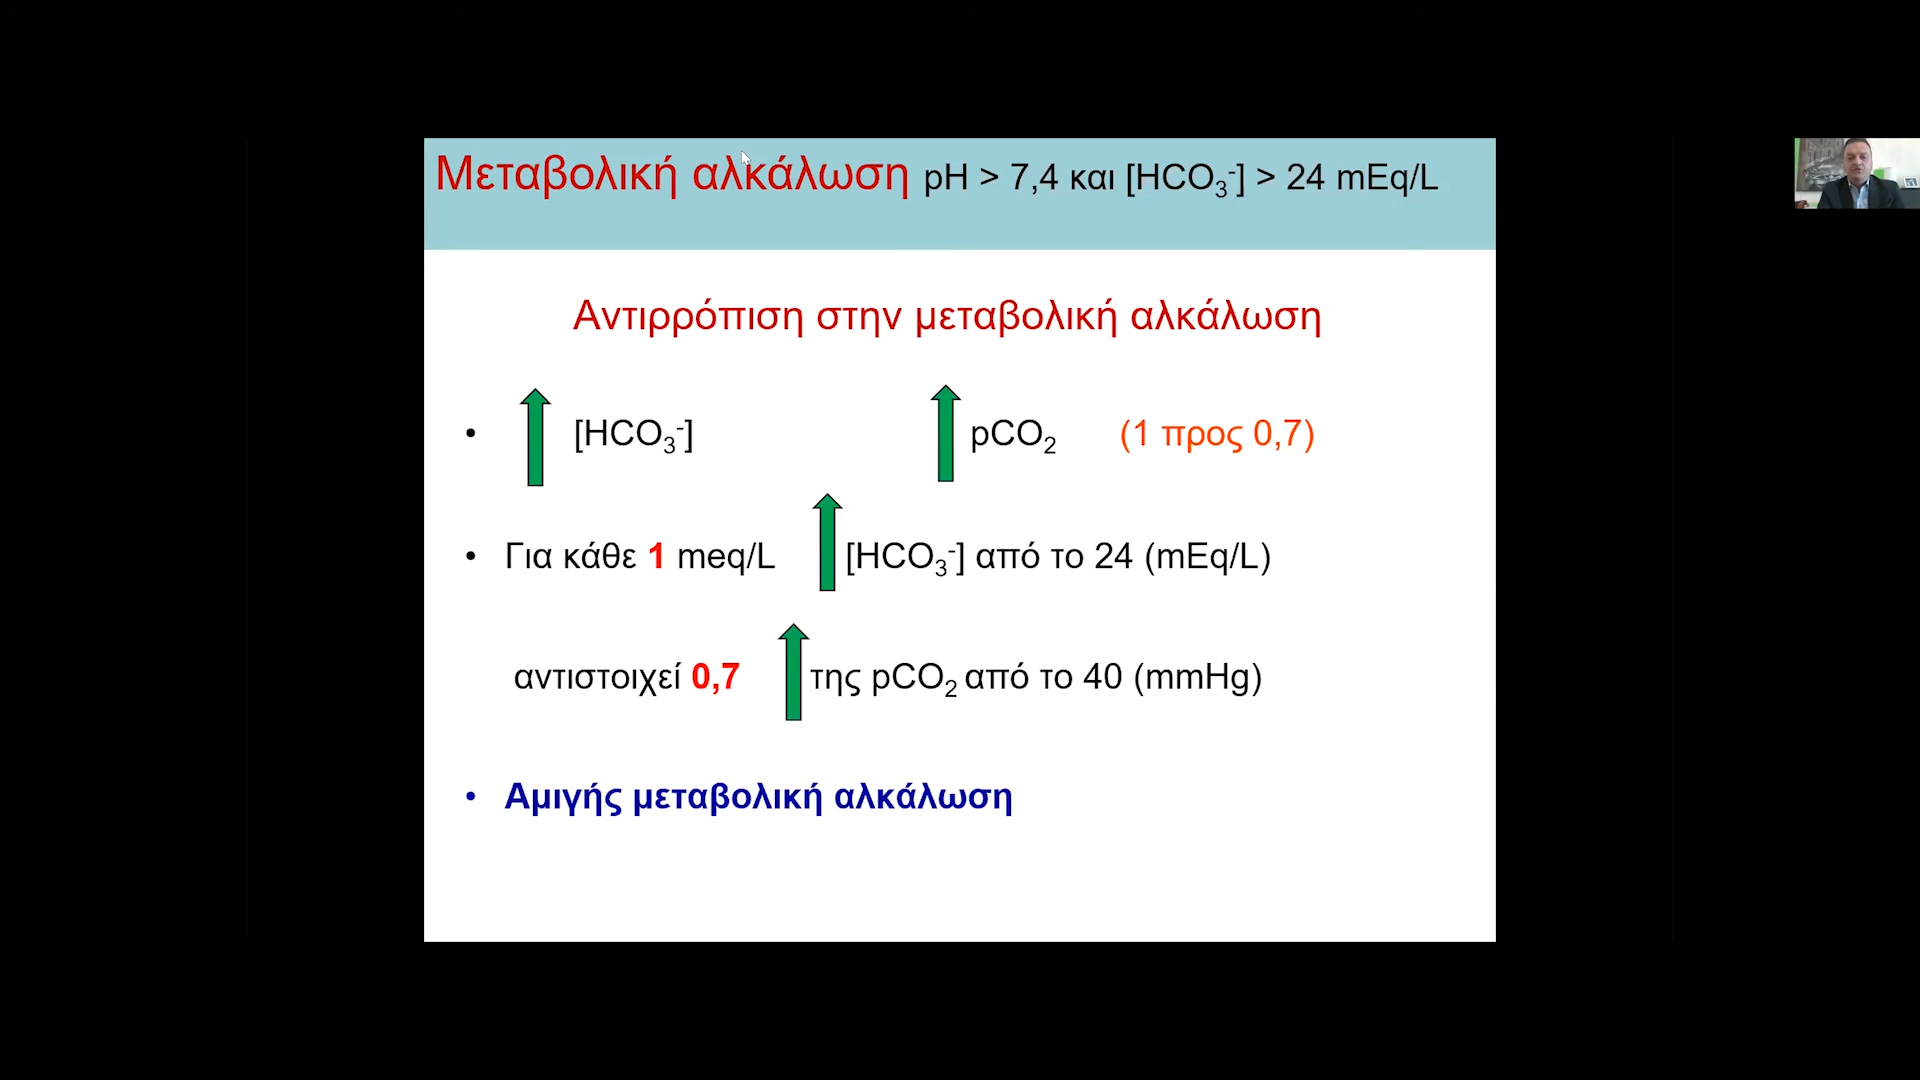 Μεταβολική αλκάλωση pH > 7,4 και [HCO₃⁻] > 24 mEq/L
Αντιρρόπιση στην μεταβολική αλκάλωση
• [HCO₃⁻] pCO₂ (1 προς 0,7)
• Για κάθε 1 meq/L [HCO₃⁻] από το 24 (mEq/L)
αντιστοιχεί 0,7 της pCO₂ από το 40 (mmHg)
• Αμιγής μεταβολική αλκάλωση